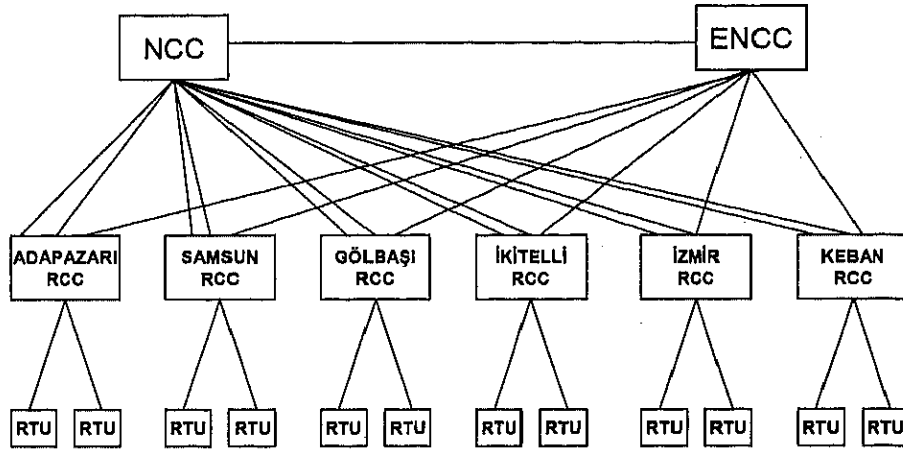 NCC
ENCC
ADAPAZARI
RCC
SAMSUN
RCC
GÖLBAŞI
RCC
İKİTELLİ
RCC
İZMİR
RCC
KEBAN
RCC
RTU RTU RTU RTU RTU RTU RTU RTU RTU RTU RTU RTU